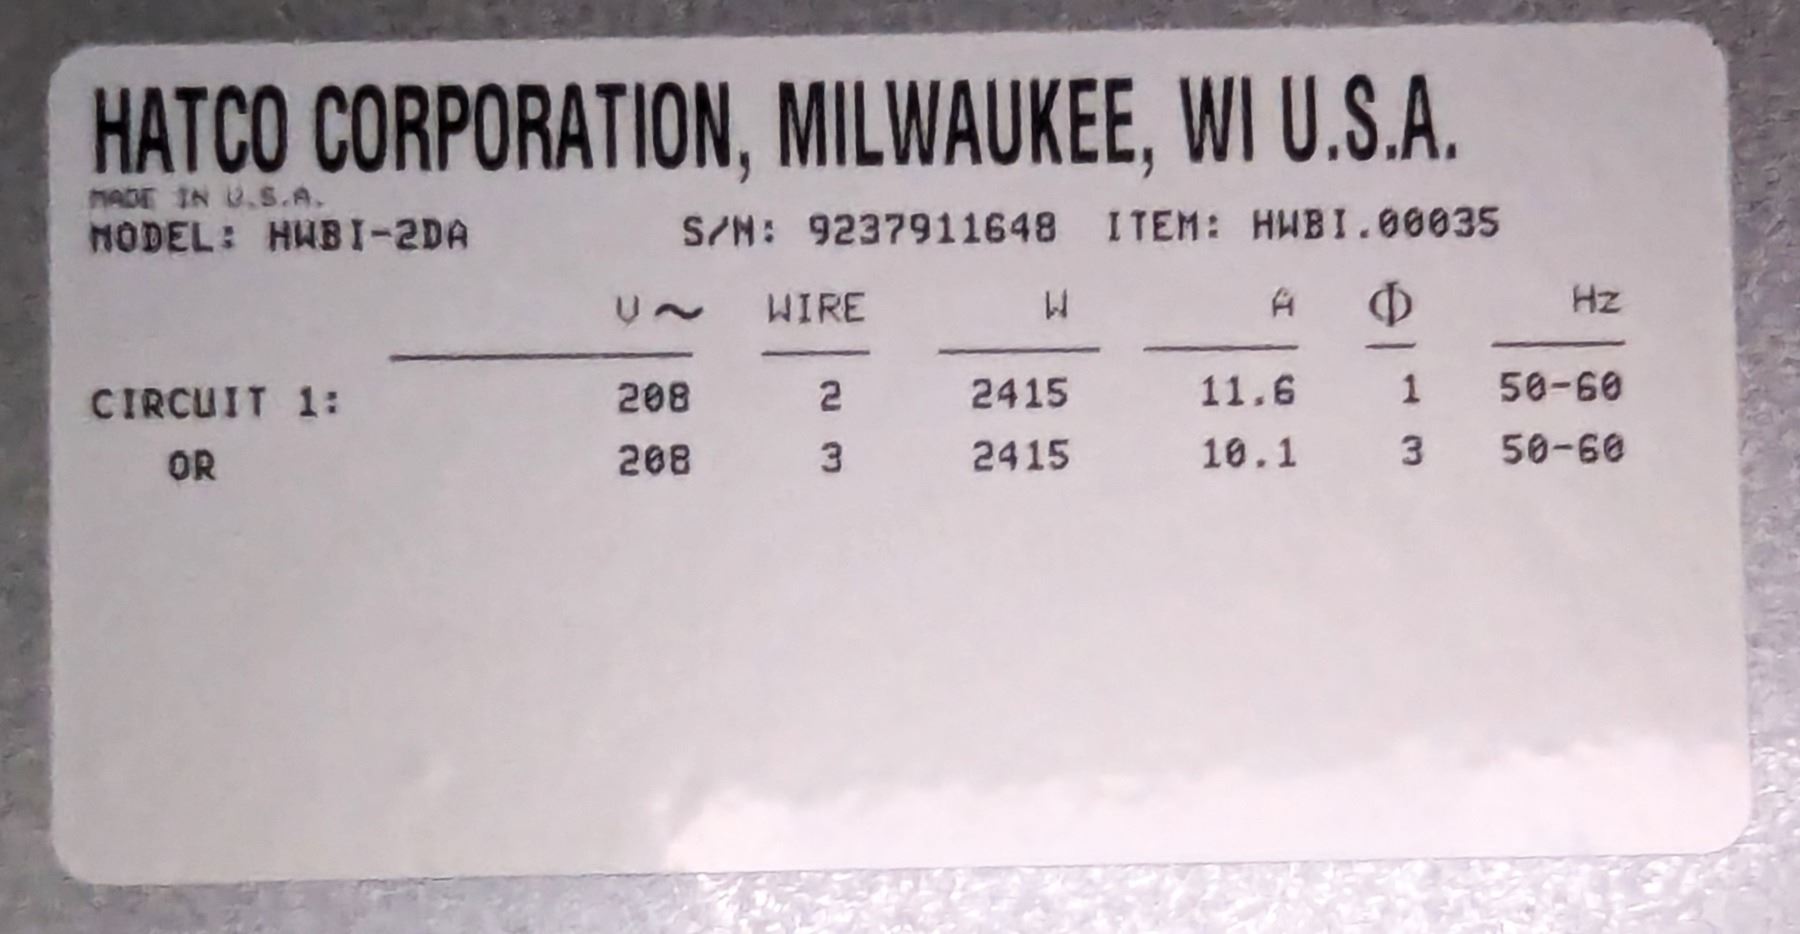 HATCO CORPORATION, MILWAUKEE, WI U.S.A.
MADE IN U.S.A.
MODEL: HWBI-2DA S/N: 9237911648 ITEM: HWBI.00035
V~ WIRE W A Φ Hz
CIRCUIT 1: 208 2 2415 11.6 1 50-60
OR 208 3 2415 10.1 3 50-60